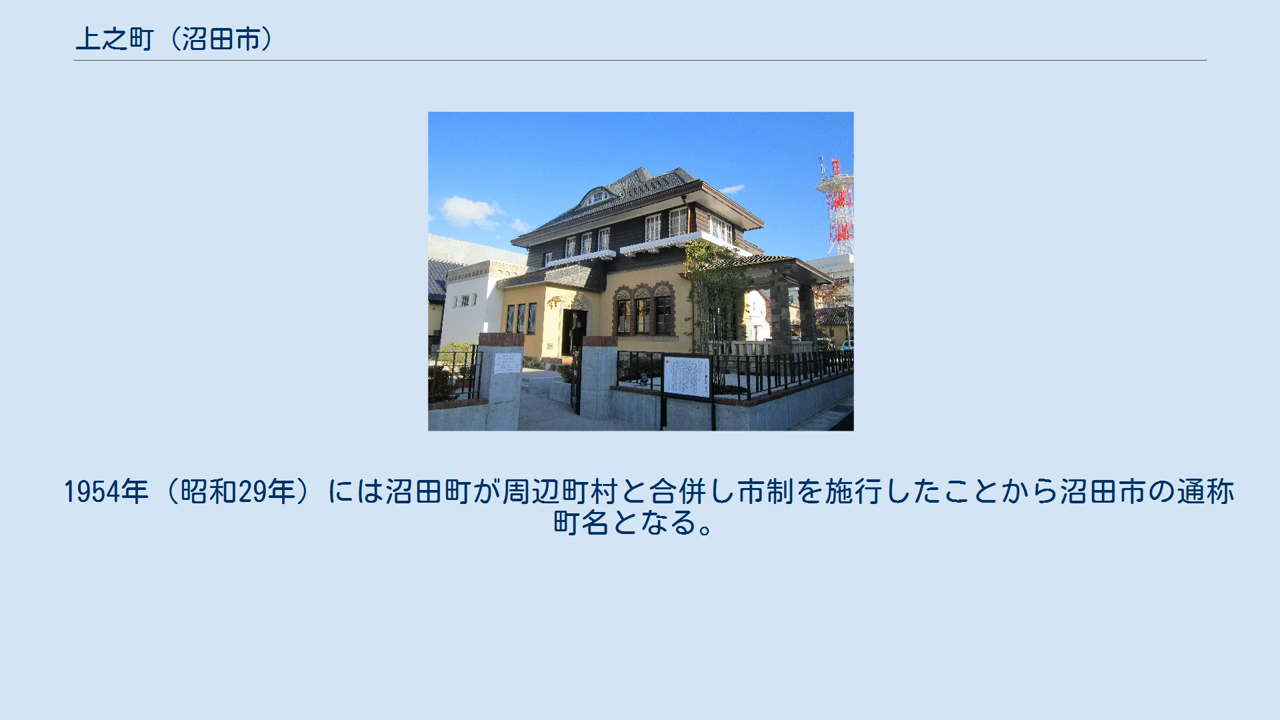 上之町（沼田市）
1954年（昭和29年）には沼田町が周辺町村と合併し市制を施行したことから沼田市の通称
町名となる。